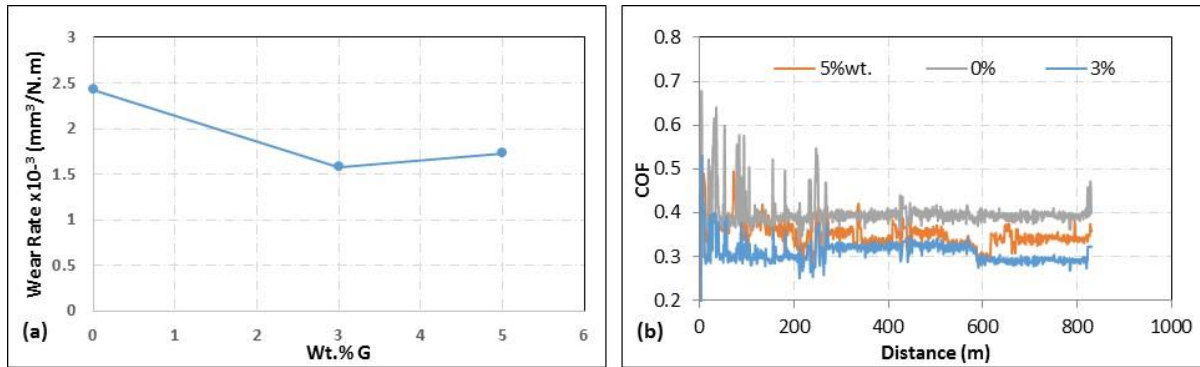 3
2.5
2
1.5
1
0.5
0
Wear Rate x10-³ (mm³/N.m)
0 1 2 3 4 5 6
Wt.% G
(a)
0.8
0.7
0.6
0.5
0.4
0.3
0.2
COF
5%wt. 0% 3%
0 200 400 600 800 1000
Distance (m)
(b)